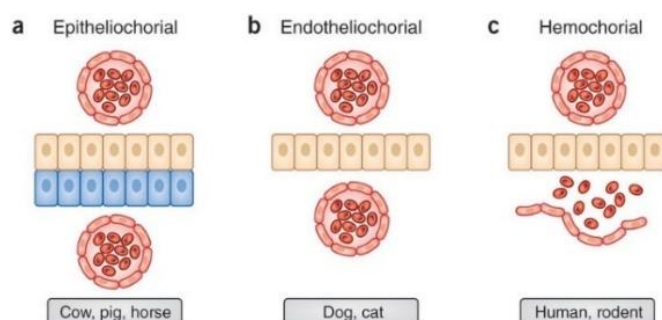 a Epitheliochorial
b Endotheliochorial
c Hemochorial
Cow, pig, horse
Dog, cat
Human, rodent